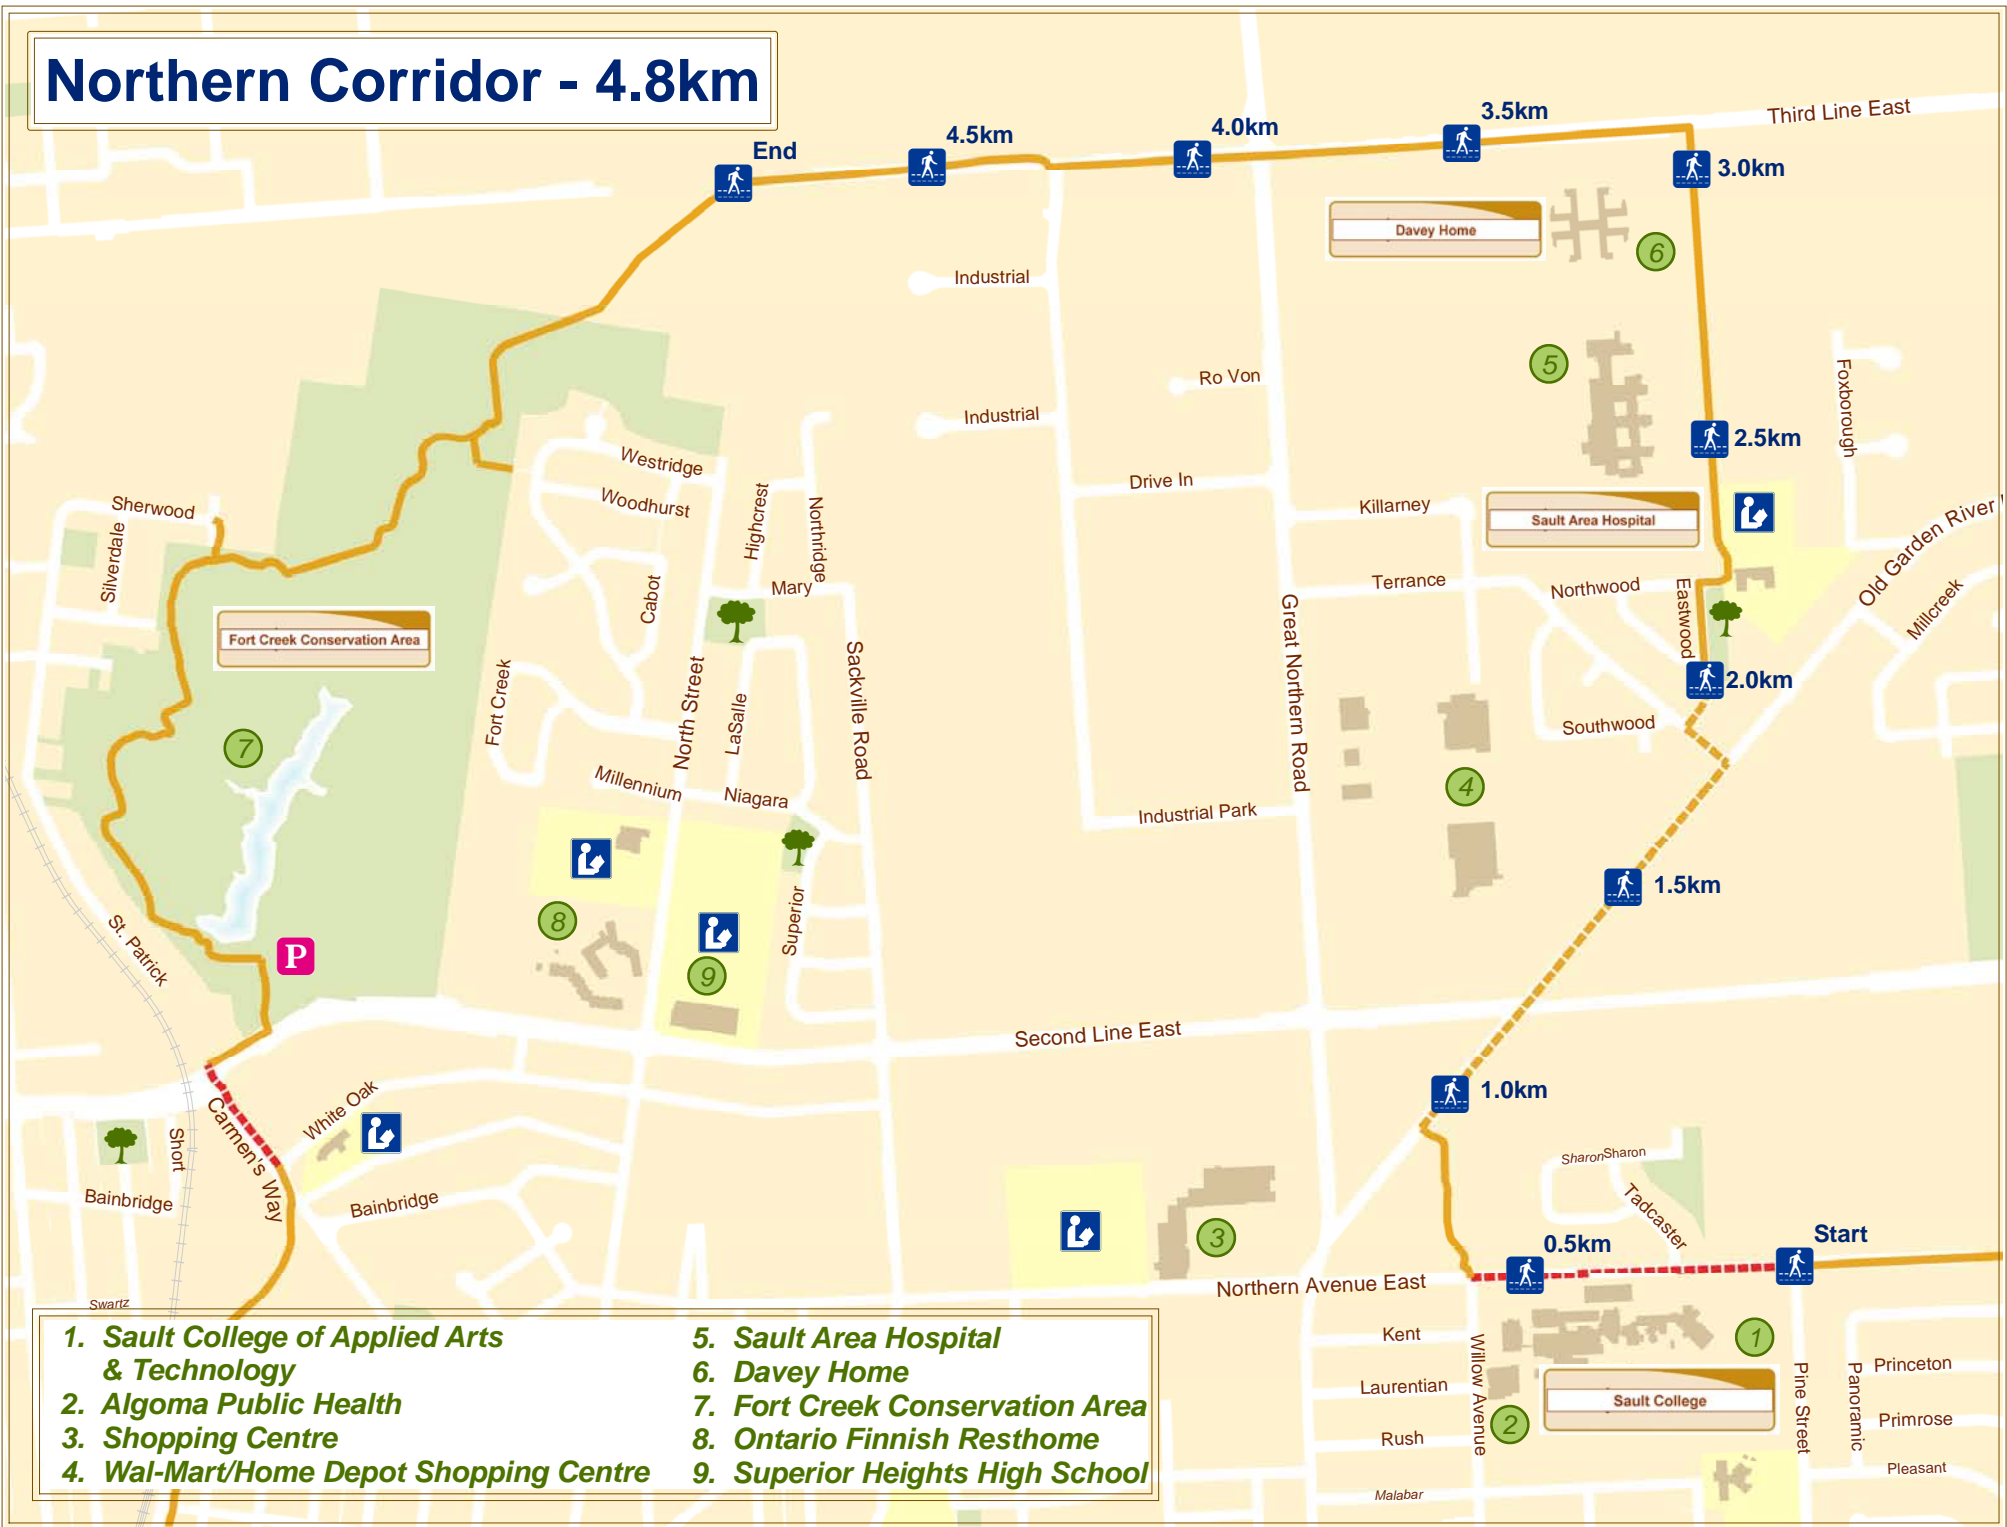 Northern Corridor - 4.8km
Third Line East
3.5km
4.0km
4.5km
End
3.0km
Davey Home
6
Industrial
5
Foxborough
Ro Von
Industrial
2.5km
Westridge
Drive In
Woodhurst
Highcrest
Northridge
Killarney
Sherwood
Silverdale
Sault Area Hospital
Old Garden River
Millcreek
Terrance
Northwood
Eastwood
Mary
Cabot
Great Northern Road
Fort Creek Conservation Area
Fort Creek
North Street
LaSalle
Sackville Road
2.0km
Southwood
7
Millennium
Niagara
4
Industrial Park
1.5km
8
Superior
9
St. Patrick
P
Second Line East
1.0km
White Oak
Carmen's Way
Short
Bainbridge
Bainbridge
Sharon
Sharon
Tadcaster
3
0.5km
Start
Northern Avenue East
Swartz
Kent
Willow Avenue
1
Laurentian
Sault College
2
Rush
Pine Street
Panoramic
Princeton
Primrose
Pleasant
Malabar
1. Sault College of Applied Arts
& Technology
2. Algoma Public Health
3. Shopping Centre
4. Wal-Mart/Home Depot Shopping Centre
5. Sault Area Hospital
6. Davey Home
7. Fort Creek Conservation Area
8. Ontario Finnish Resthome
9. Superior Heights High School